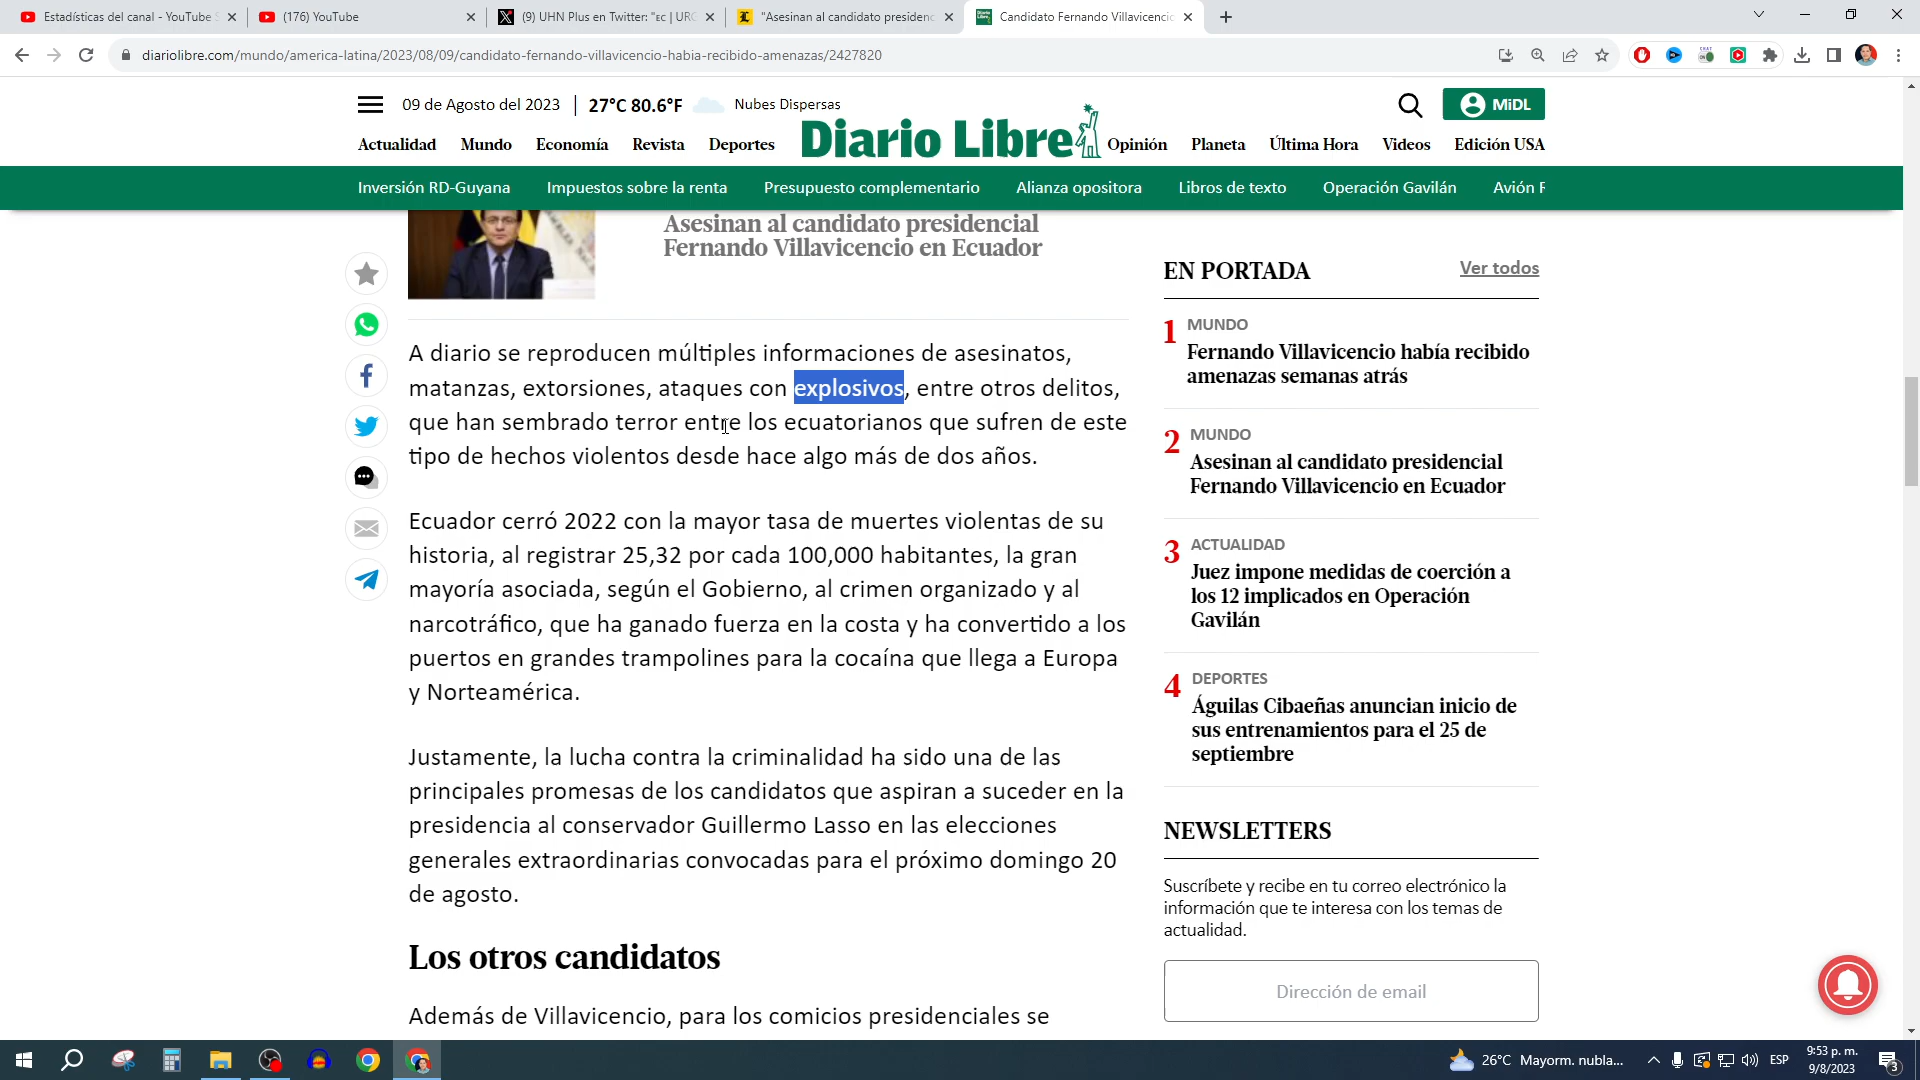 Estadísticas del canal - YouTube S
(176) YouTube
(9) UHN Plus en Twitter: "εc | URG
"Asesinan al candidato presidenc
Candidato Fernando Villavicencio
diariolibre.com/mundo/america-latina/2023/08/09/candidato-fernando-villavicencio-habia-recibido-amenazas/2427820
09 de Agosto del 2023 | 27°C 80.6°F Nubes Dispersas
MiDL
Actualidad Mundo Economía Revista Deportes
Diario Libre
Opinión Planeta Última Hora Videos Edición USA
Inversión RD-Guyana Impuestos sobre la renta Presupuesto complementario Alianza opositora Libros de texto Operación Gavilán Avión F
Asesinan al candidato presidencial
Fernando Villavicencio en Ecuador
A diario se reproducen múltiples informaciones de asesinatos,
matanzas, extorsiones, ataques con explosivos, entre otros delitos,
que han sembrado terror entre los ecuatorianos que sufren de este
tipo de hechos violentos desde hace algo más de dos años.
Ecuador cerró 2022 con la mayor tasa de muertes violentas de su
historia, al registrar 25,32 por cada 100,000 habitantes, la gran
mayoría asociada, según el Gobierno, al crimen organizado y al
narcotráfico, que ha ganado fuerza en la costa y ha convertido a los
puertos en grandes trampolines para la cocaína que llega a Europa
y Norteamérica.
Justamente, la lucha contra la criminalidad ha sido una de las
principales promesas de los candidatos que aspiran a suceder en la
presidencia al conservador Guillermo Lasso en las elecciones
generales extraordinarias convocadas para el próximo domingo 20
de agosto.
Los otros candidatos
Además de Villavicencio, para los comicios presidenciales se
EN PORTADA
Ver todos
1 MUNDO
Fernando Villavicencio había recibido
amenazas semanas atrás
2 MUNDO
Asesinan al candidato presidencial
Fernando Villavicencio en Ecuador
3 ACTUALIDAD
Juez impone medidas de coerción a
los 12 implicados en Operación
Gavilán
4 DEPORTES
Águilas Cibaeñas anuncian inicio de
sus entrenamientos para el 25 de
septiembre
NEWSLETTERS
Suscríbete y recibe en tu correo electrónico la
información que te interesa con los temas de
actualidad.
Dirección de email
26°C Mayorm. nubla...
ESP
9:53 p. m.
9/8/2023
3